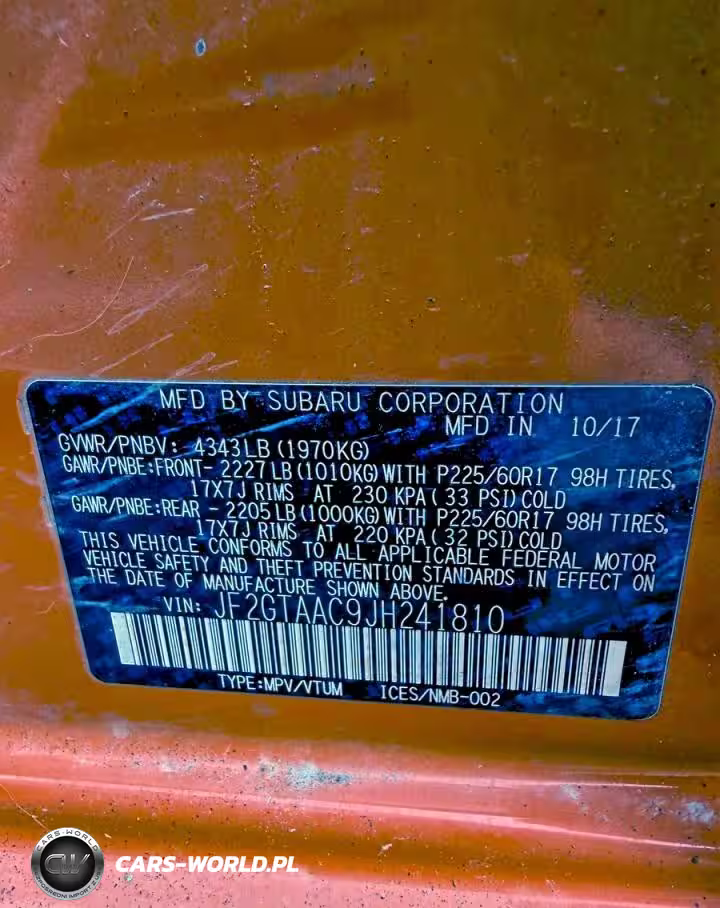 MFD BY SUBARU CORPORATION
MFD IN 10/17
GVWR/PNBV: 4343LB(1970KG)
GAWR/PNBE:FRONT- 2227LB(1010KG)WITH P225/60R17 98H TIRES,
17X7J RIMS AT 230 KPA(33 PSI)COLD
GAWR/PNBE:REAR - 2205LB(1000KG)WITH P225/60R17 98H TIRES,
17X7J RIMS AT 220 KPA(32 PSI)COLD
THIS VEHICLE CONFORMS TO ALL APPLICABLE FEDERAL MOTOR
VEHICLE SAFETY AND THEFT PREVENTION STANDARDS IN EFFECT ON
THE DATE OF MANUFACTURE SHOWN ABOVE.
VIN: JF2GTAAC9JH241810
TYPE:MPV/VTUM ICES/NMB-002
CARS-WORLD
CW
CARS-WORLD.PL